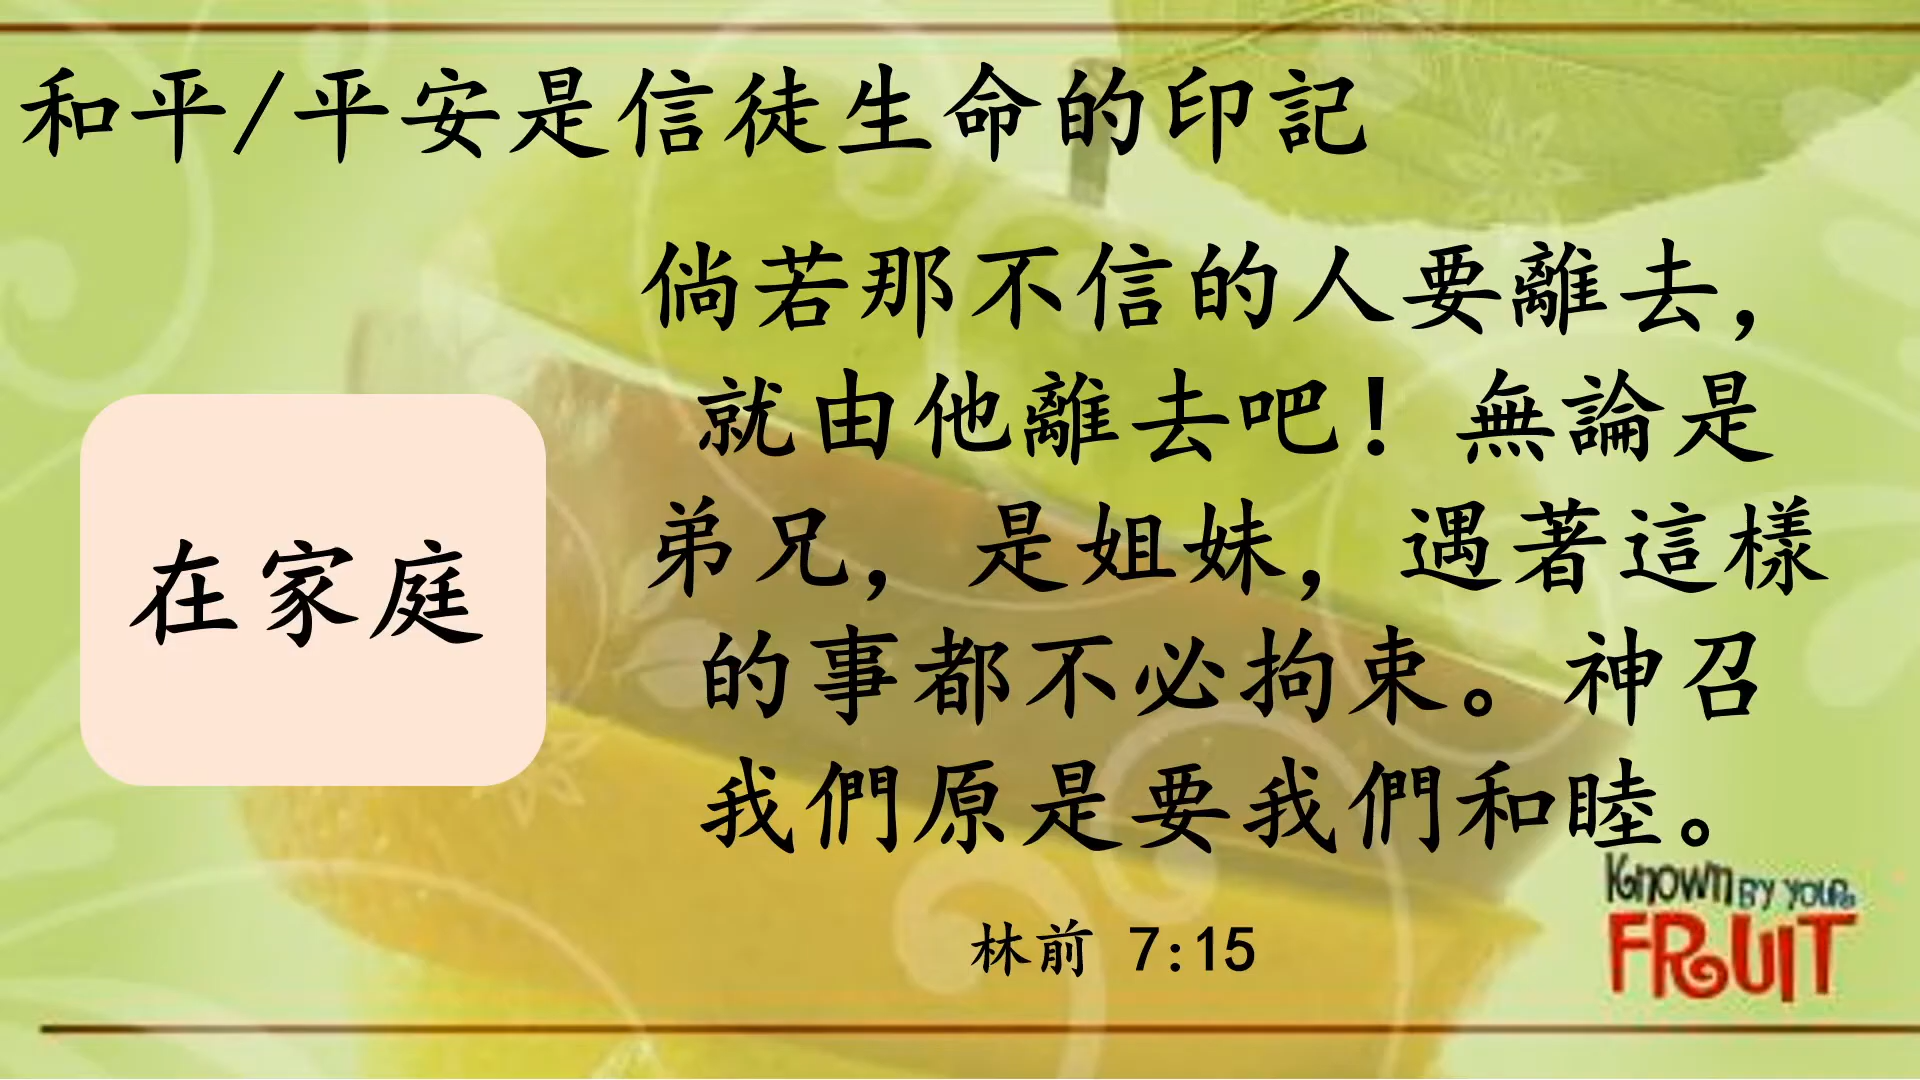 和平/平安是信徒生命的印記
在家庭
倘若那不信的人要離去，
就由他離去吧！無論是
弟兄，是姐妹，遇著這樣
的事都不必拘束。神召
我們原是要我們和睦。
林前 7:15
Known BY YOUR
FRUIT